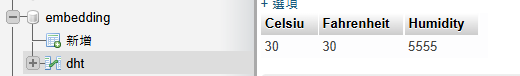 embedding
新增
dht
+ 選項
Celsiu Fahrenheit Humidity
30 30 5555